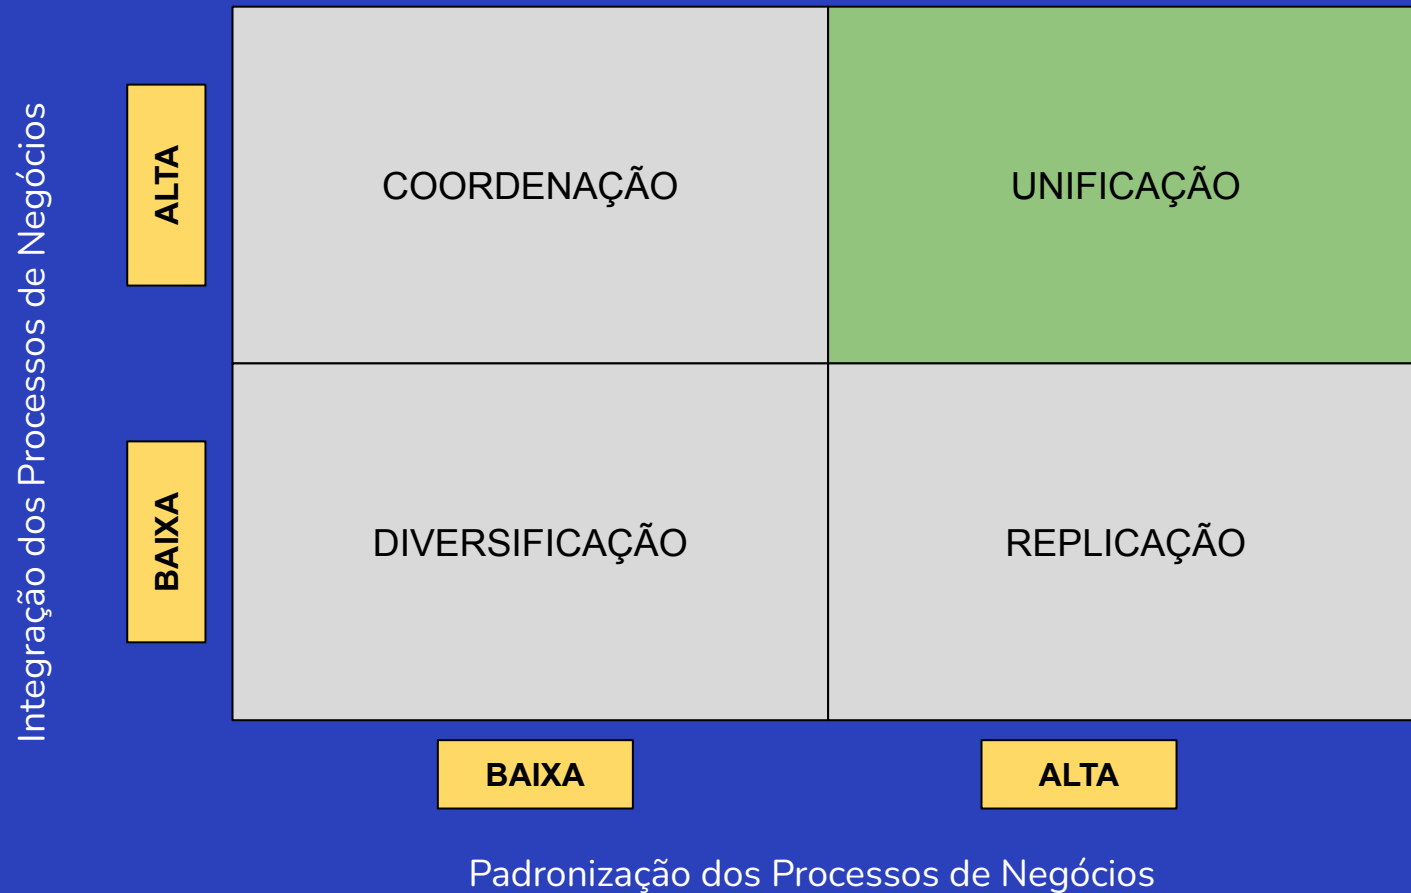 Integração dos Processos de Negócios
ALTA
COORDENAÇÃO
UNIFICAÇÃO
BAIXA
DIVERSIFICAÇÃO
REPLICAÇÃO
BAIXA
ALTA
Padronização dos Processos de Negócios